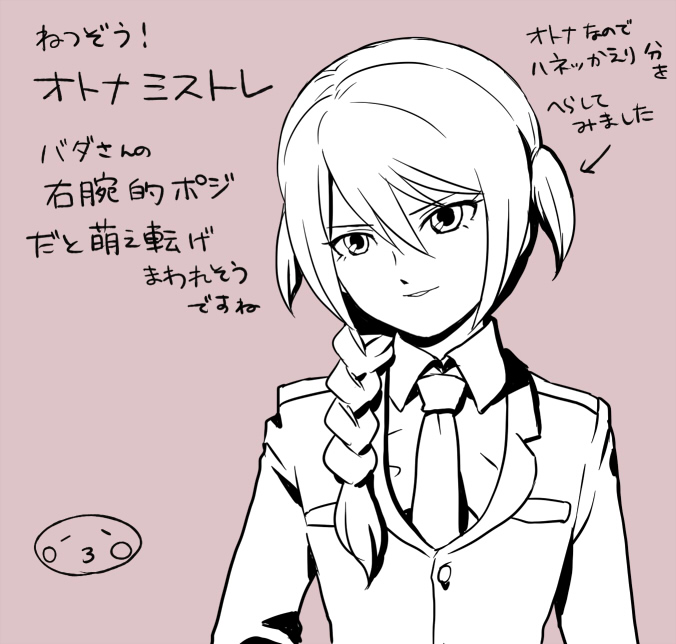 ねつぞう!
オトナミストレ
バダさんの
右腕的ポジ
だと萌え転げ
まわれそう
ですね
オトナなので
ハネッかえり分を
へらして
みました
3